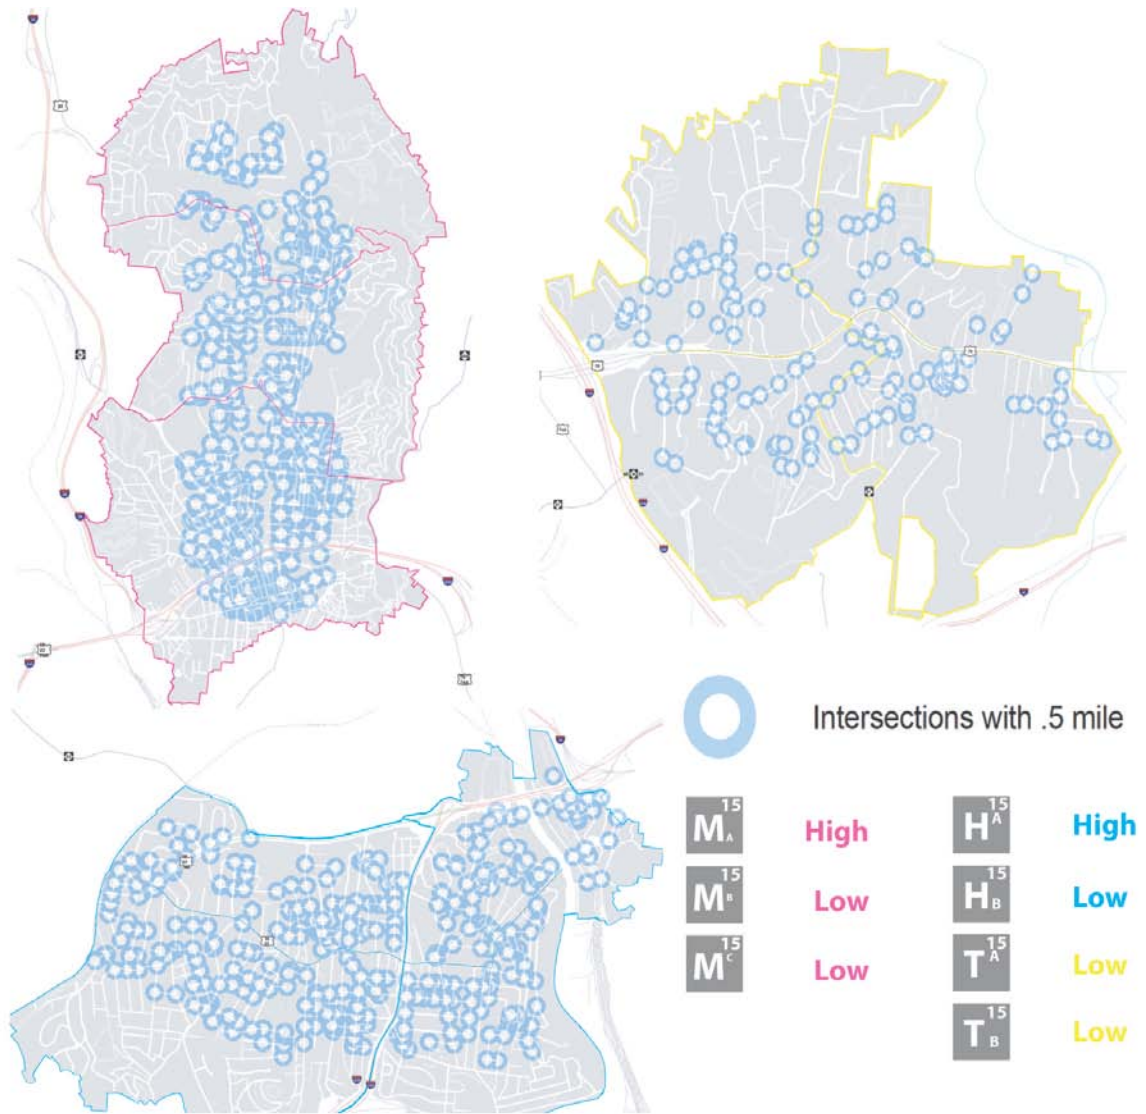 Intersections with .5 mile
M A 15 High
H A 15 High
M B 15 Low
H B 15 Low
M C 15 Low
T A 15 Low
T B 15 Low